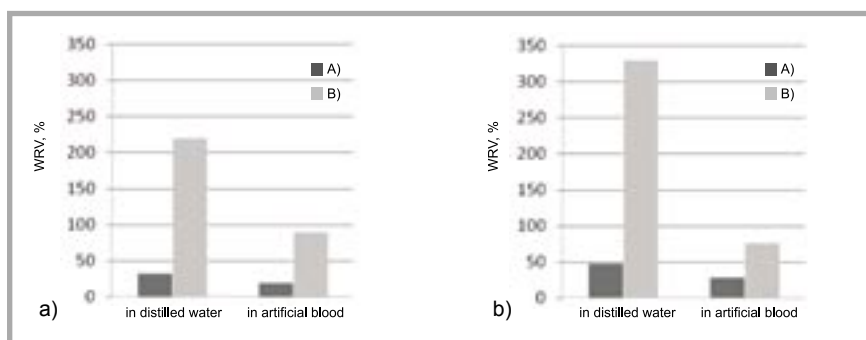 350
300
250
200
150
100
50
0
WRV, %
A)
B)
a)
in distilled water
in artificial blood
350
300
250
200
150
100
50
0
WRV, %
A)
B)
b)
in distilled water
in artificial blood